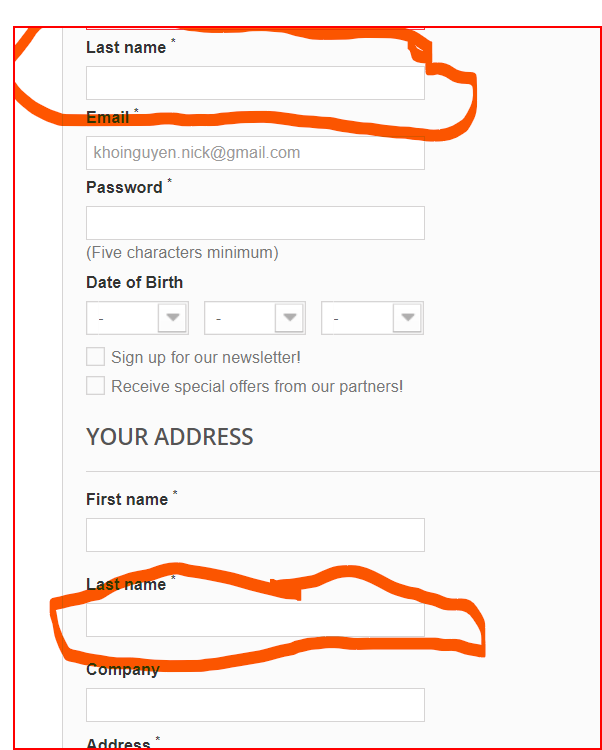 Last name *
Email *
khoinguyen.nick@gmail.com
Password *
(Five characters minimum)
Date of Birth
- - -
Sign up for our newsletter!
Receive special offers from our partners!
YOUR ADDRESS
First name *
Last name *
Company
Address *